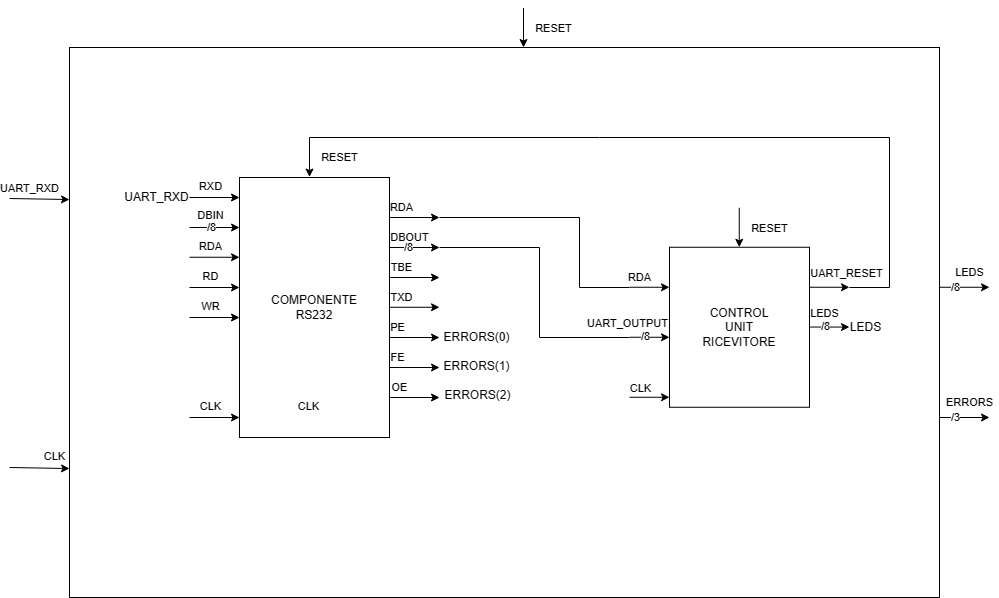 RESET
UART_RXD
CLK
RESET
UART_RXD
RXD
DBIN
/8
RDA
RD
WR
CLK
COMPONENTE
RS232
CLK
RDA
DBOUT
/8
TBE
TXD
PE
ERRORS(0)
FE
ERRORS(1)
OE
ERRORS(2)
RESET
RDA
UART_OUTPUT
/8
CLK
CONTROL
UNIT
RICEVITORE
UART_RESET
LEDS
/8
LEDS
LEDS
/8
ERRORS
/3